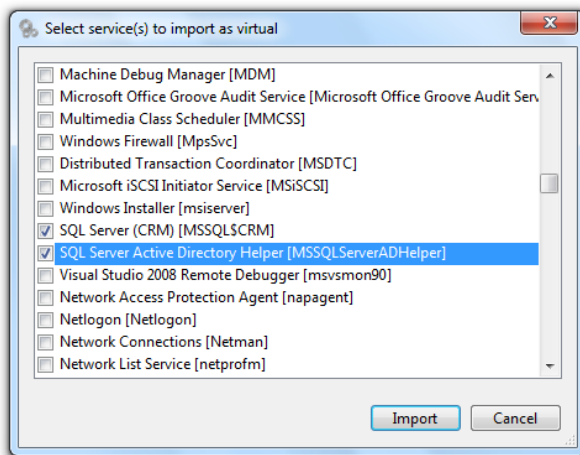 Select service(s) to import as virtual
Machine Debug Manager [MDM]
Microsoft Office Groove Audit Service [Microsoft Office Groove Audit Serv
Multimedia Class Scheduler [MMCSS]
Windows Firewall [MpsSvc]
Distributed Transaction Coordinator [MSDTC]
Microsoft iSCSI Initiator Service [MSiSCSI]
Windows Installer [msiserver]
SQL Server (CRM) [MSSQL$CRM]
SQL Server Active Directory Helper [MSSQLServerADHelper]
Visual Studio 2008 Remote Debugger [msvsmon90]
Network Access Protection Agent [napagent]
Netlogon [Netlogon]
Network Connections [Netman]
Network List Service [netprofm]
Import Cancel